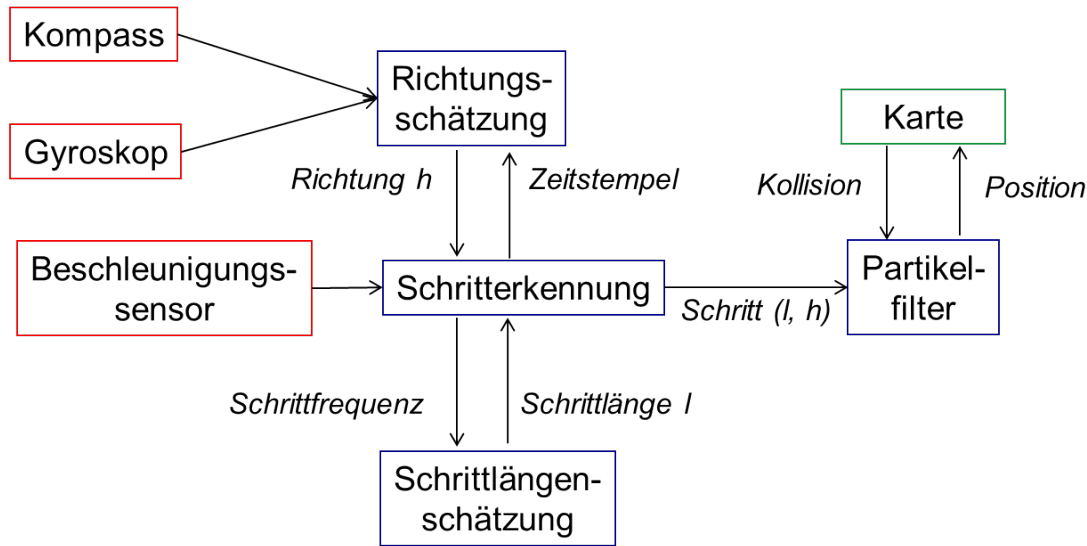 Kompass
Gyroskop
Richtungs-
schätzung
Karte
Richtung h
Zeitstempel
Kollision
Position
Beschleunigungs-
sensor
Schritterkennung
Schritt (l, h)
Partikel-
filter
Schrittfrequenz
Schrittlänge l
Schrittlängen-
schätzung